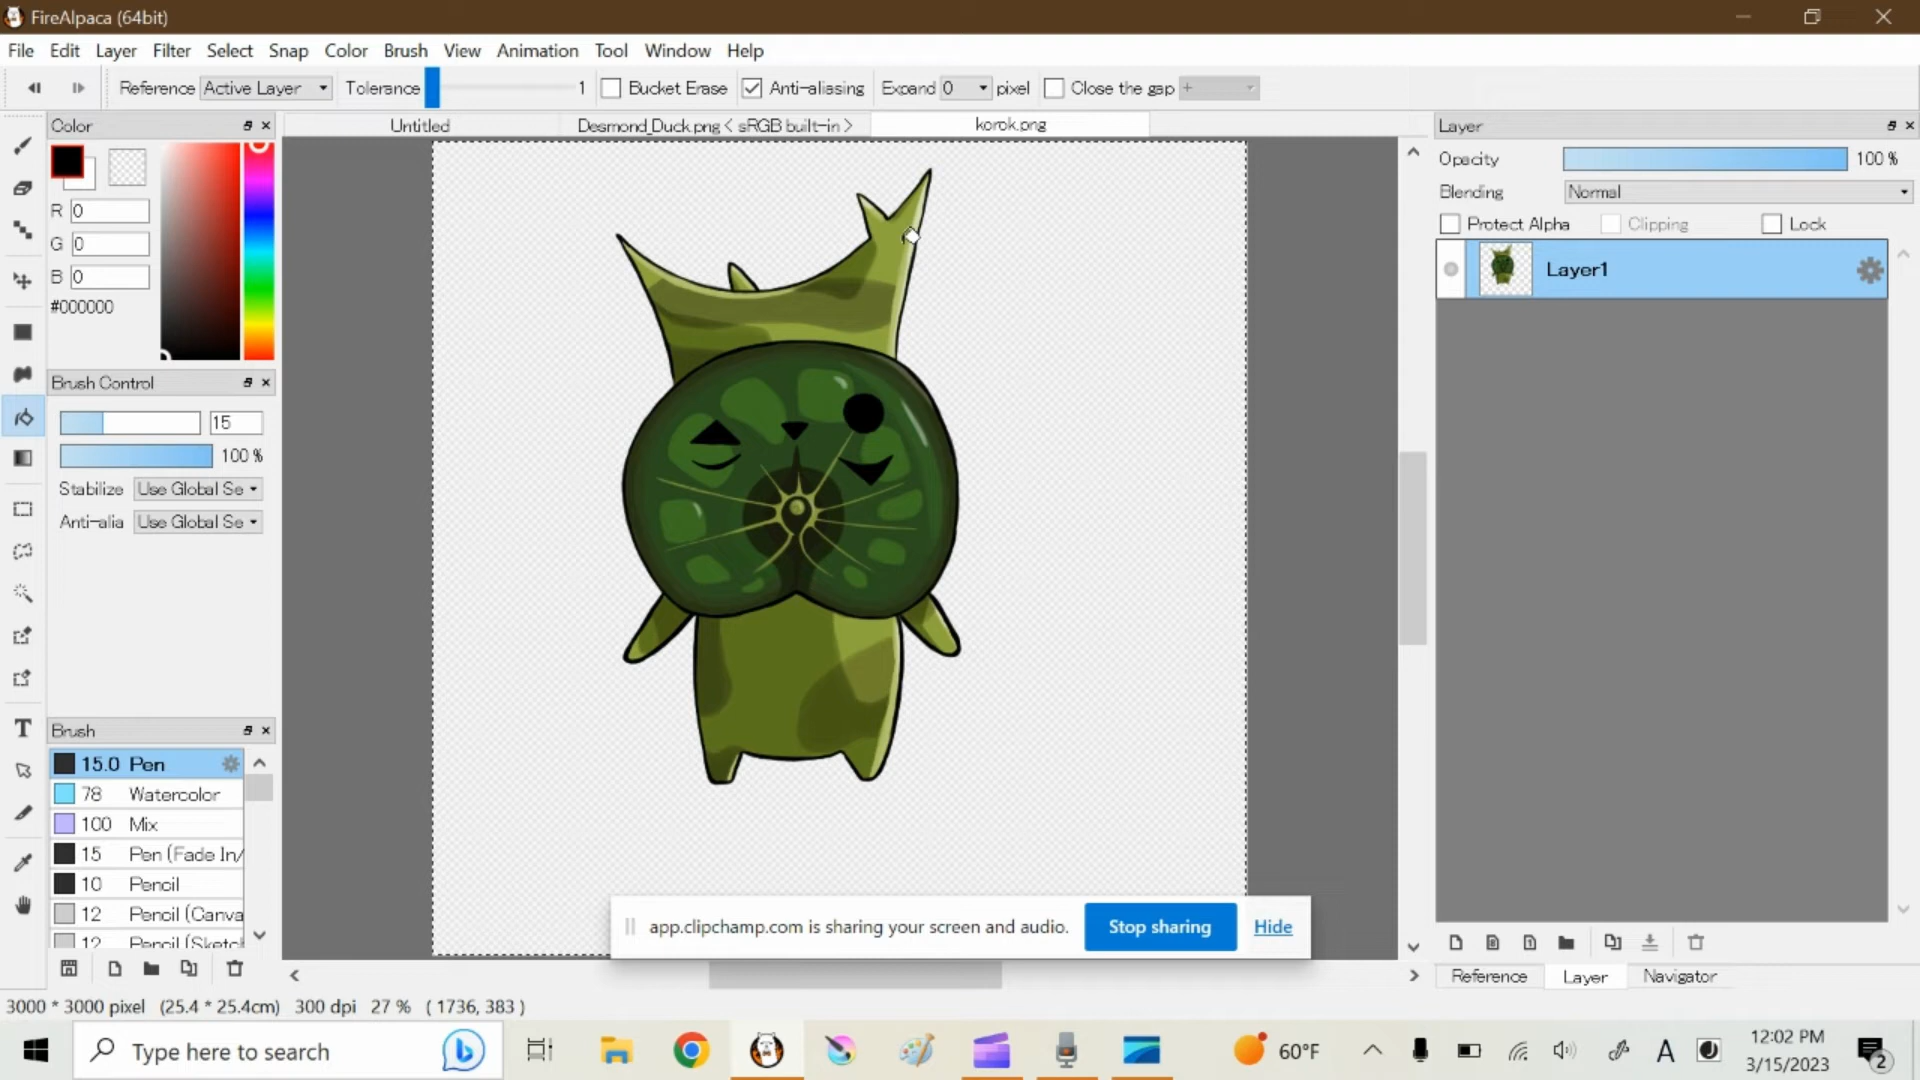 FireAlpaca (64bit)
File Edit Layer Filter Select Snap Color Brush View Animation Tool Window Help
Reference Active Layer Tolerance 1 Bucket Erase Anti-aliasing Expand 0 pixel Close the gap +
Color
Untitled
Desmond_Duck.png < sRGB built-in >
korok.png
Layer
R 0
G 0
B 0
#000000
Brush Control
15
100 %
Stabilize Use Global Se
Anti-alia Use Global Se
Brush
15.0 Pen
78 Watercolor
100 Mix
15 Pen (Fade In/
10 Pencil
12 Pencil (Canva
12 Pencil (Sketch
Opacity 100 %
Blending Normal
Protect Alpha Clipping Lock
Layer1
app.clipchamp.com is sharing your screen and audio. Stop sharing Hide
Reference Layer Navigator
3000 * 3000 pixel (25.4 * 25.4cm) 300 dpi 27 % ( 1736, 383 )
Type here to search
60°F
A
12:02 PM
3/15/2023
2